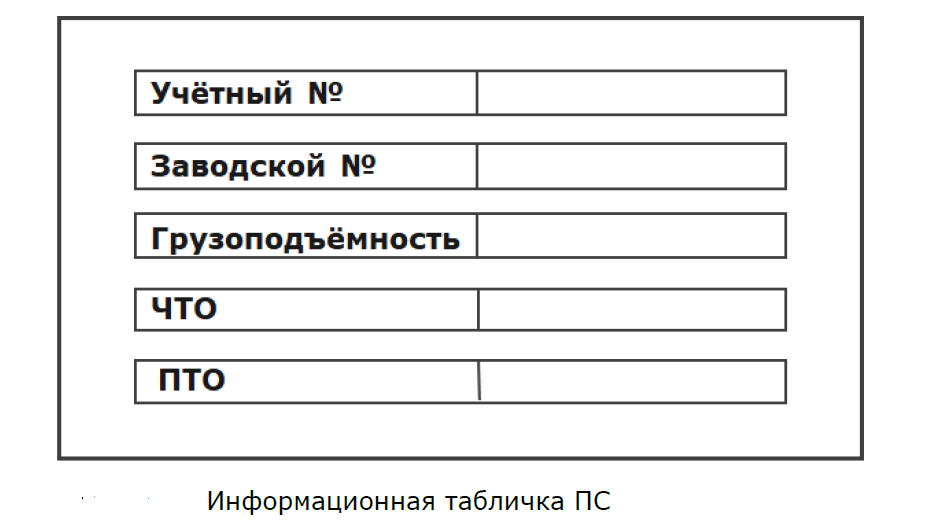 Учётный №
Заводской №
Грузоподъёмность
ЧТО
ПТО
Информационная табличка ПС